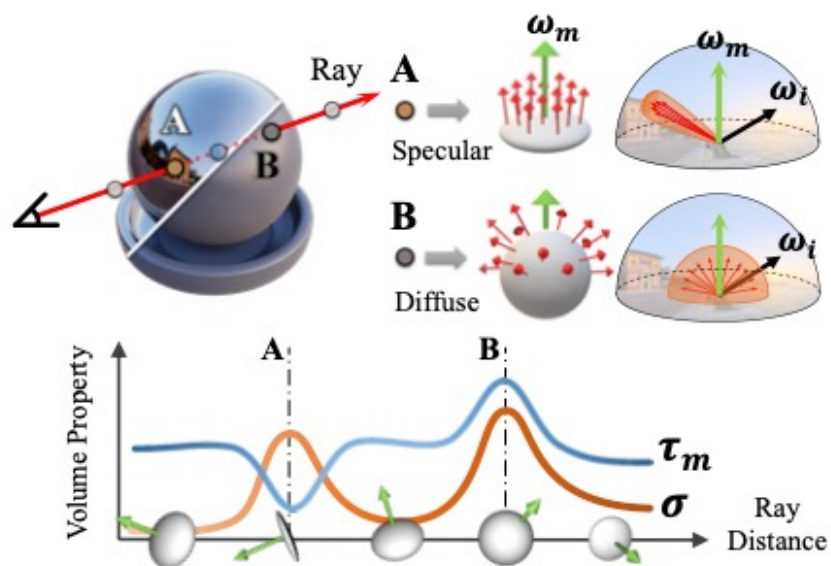 ω_m
ω_m
Ray
A
ω_i
A
B
Specular
B
ω_i
Diffuse
A
B
Volume Property
τ_m
σ
Ray
Distance